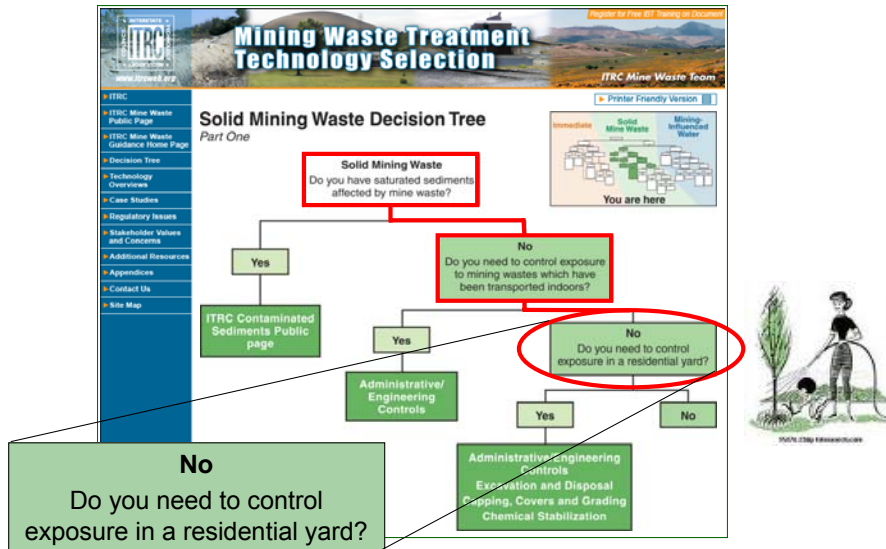 Register for Free IBT Training on Document
INTERSTATE
COUNCIL
ITRC
REGULATORY
www.itrcweb.org
Mining Waste Treatment
Technology Selection
ITRC Mine Waste Team
Printer Friendly Version
ITRC
ITRC Mine Waste
Public Page
ITRC Mine Waste
Guidance Home Page
Decision Tree
Technology
Overviews
Case Studies
Regulatory Issues
Stakeholder Values
and Concerns
Additional Resources
Appendices
Contact Us
Site Map
Solid Mining Waste Decision Tree
Part One
Immediate
Solid
Mine Waste
Mining-
Influenced
Water
You are here
Solid Mining Waste
Do you have saturated sediments
affected by mine waste?
Yes
No
Do you need to control exposure
to mining wastes which have
been transported indoors?
ITRC Contaminated
Sediments Public
page
Yes
No
Do you need to control
exposure in a residential yard?
Administrative/
Engineering
Controls
Yes
No
Administrative/Engineering
Controls
Excavation and Disposal
Capping, Covers and Grading
Chemical Stabilization
No
Do you need to control
exposure in a residential yard?